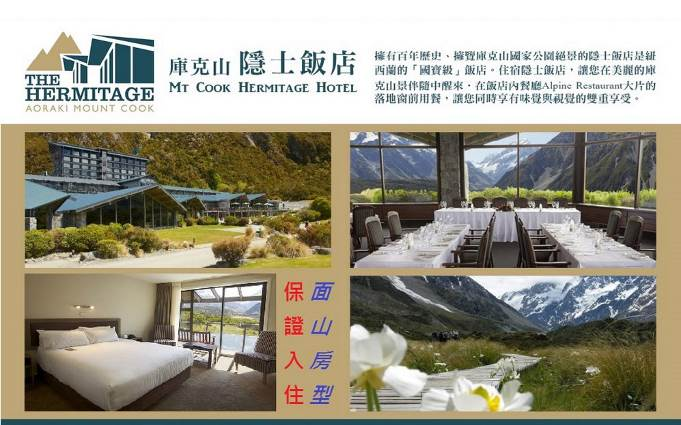 THE
HERMITAGE
AORAKI MOUNT COOK
庫克山 隱士飯店
MT COOK HERMITAGE HOTEL
擁有百年歷史、擁覽庫克山國家公園絕景的隱士飯店是紐
西蘭的「國寶級」飯店。住宿隱士飯店，讓您在美麗的庫
克山景伴隨中醒來，在飯店內餐廳Alpine Restaurant大片的
落地窗前用餐，讓您同時享有味覺與視覺的雙重享受。
保證入住
面山房型